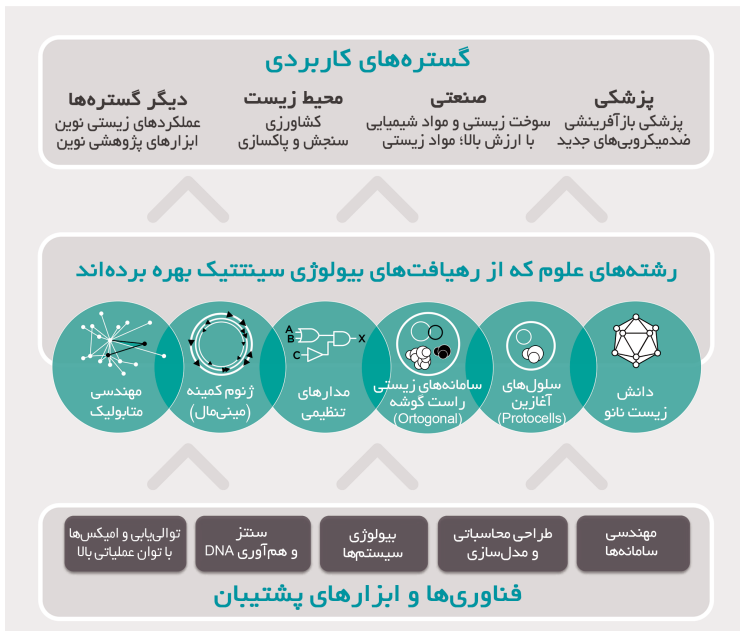 گستره‌های کاربردی
پزشکی
پزشکی بازآفرینشی
ضدمیکروبی‌های جدید
صنعتی
سوخت زیستی و مواد شیمیایی
با ارزش بالا؛ مواد زیستی
محیط زیست
کشاورزی
سنجش و پاکسازی
دیگر گستره‌ها
عملکردهای زیستی نوین
ابزارهای پژوهشی نوین
رشته‌های علوم که از رهیافت‌های بیولوژی سینتتیک بهره برده‌اند
دانش
زیست نانو
سلول‌های
آغازین
(Protocells)
سامانه‌های زیستی
راست گوشه
(Ortogonal)
A
B
C
X
مدارهای
تنظیمی
ژنوم کمینه
(مینی‌مال)
مهندسی
متابولیک
مهندسی
سامانه‌ها
طراحی محاسباتی
و مدل‌سازی
بیولوژی
سیستم‌ها
سنتز
و هم‌آوری DNA
توالی‌یابی و امیکس‌ها
با توان عملیاتی بالا
فناوری‌ها و ابزارهای پشتیبان